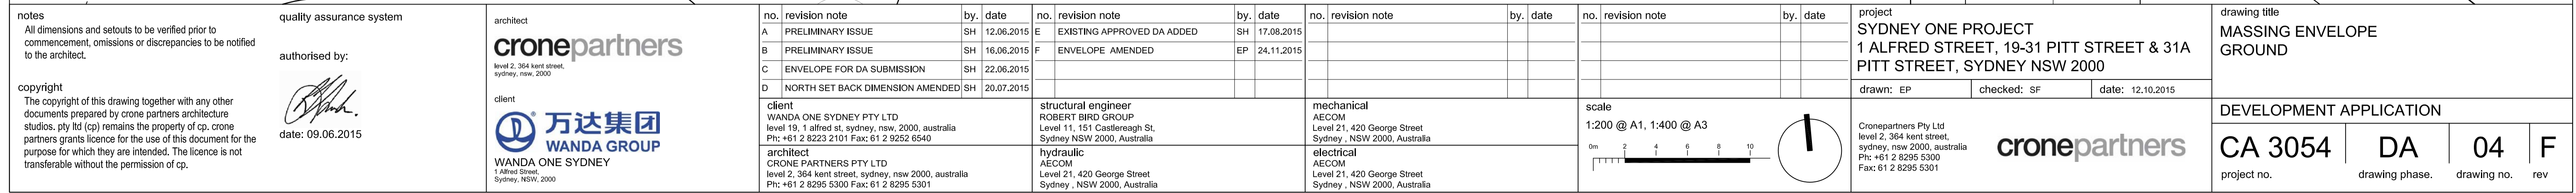 notes
All dimensions and setouts to be verified prior to
commencement, omissions or discrepancies to be notified
to the architect.
copyright
The copyright of this drawing together with any other
documents prepared by crone partners architecture
studios. pty ltd (cp) remains the property of cp. crone
partners grants licence for the use of this document for the
purpose for which they are intended. The licence is not
transferable without the permission of cp.
quality assurance system
authorised by:
date: 09.06.2015
architect
cronepartners
level 2, 364 kent street,
sydney, nsw, 2000
client
万达集团
WANDA GROUP
WANDA ONE SYDNEY
1 Alfred Street,
Sydney, NSW, 2000
no. revision note by. date
A PRELIMINARY ISSUE SH 12.06.2015
B PRELIMINARY ISSUE SH 16.06.2015
C ENVELOPE FOR DA SUBMISSION SH 22.06.2015
D NORTH SET BACK DIMENSION AMENDED SH 20.07.2015
no. revision note by. date
E EXISTING APPROVED DA ADDED SH 17.08.2015
F ENVELOPE AMENDED EP 24,11,2015
no. revision note by. date
no. revision note by. date
client
WANDA ONE SYDNEY PTY LTD
level 19, 1 alfred st, sydney, nsw, 2000, australia
Ph: +61 2 8223 2101 Fax: 61 2 9252 6540
architect
CRONE PARTNERS PTY LTD
level 2, 364 kent street, sydney, nsw 2000, australia
Ph: +61 2 8295 5300 Fax: 61 2 8295 5301
structural engineer
ROBERT BIRD GROUP
Level 11, 151 Castlereagh St,
Sydney NSW 2000, Australia
hydraulic
AECOM
Level 21, 420 George Street
Sydney , NSW 2000, Australia
mechanical
AECOM
Level 21, 420 George Street
Sydney , NSW 2000, Australia
electrical
AECOM
Level 21, 420 George Street
Sydney , NSW 2000, Australia
scale
1:200 @ A1, 1:400 @ A3
0m 2 4 6 8 10
project
SYDNEY ONE PROJECT
1 ALFRED STREET, 19-31 PITT STREET & 31A
PITT STREET, SYDNEY NSW 2000
drawn: EP checked: SF date: 12.10.2015
Cronepartners Pty Ltd
level 2, 364 kent street,
sydney, nsw 2000, australia
Ph: +61 2 8295 5300
Fax: 61 2 8295 5301
cronepartners
drawing title
MASSING ENVELOPE
GROUND
DEVELOPMENT APPLICATION
CA 3054 DA 04 F
project no. drawing phase. drawing no. rev